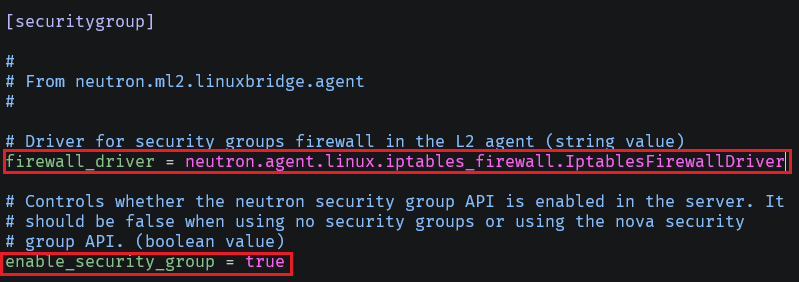 [securitygroup]
#
# From neutron.ml2.linuxbridge.agent
#
# Driver for security groups firewall in the L2 agent (string value)
firewall_driver = neutron.agent.linux.iptables_firewall.IptablesFirewallDriver
# Controls whether the neutron security group API is enabled in the server. It
# should be false when using no security groups or using the nova security
# group API. (boolean value)
enable_security_group = true